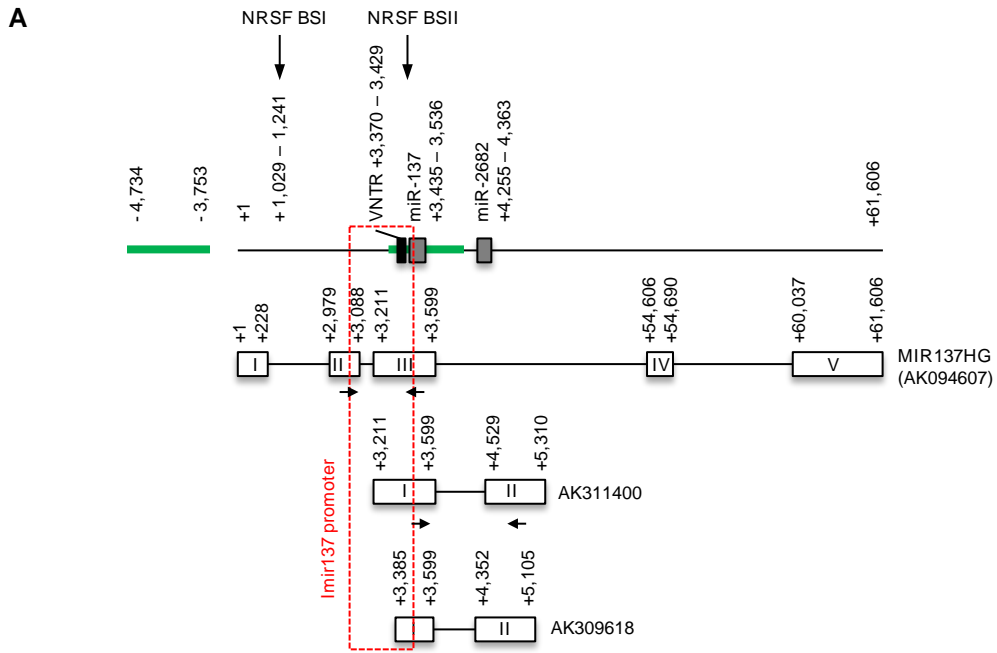 A
NRSF BSI
NRSF BSII
- 4,734
- 3,753
+1
+ 1,029 – 1,241
VNTR +3,370 – 3,429
miR-137
+3,435 – 3,536
miR-2682
+4,255 – 4,363
+61,606
+1
+228
+2,979
+3,088
+3,211
+3,599
+54,606
+54,690
+60,037
+61,606
I
II
III
IV
V
MIR137HG
(AK094607)
Imir137 promoter
+3,211
+3,599
+4,529
+5,310
I
II
AK311400
+3,385
+3,599
+4,352
+5,105
I
II
AK309618